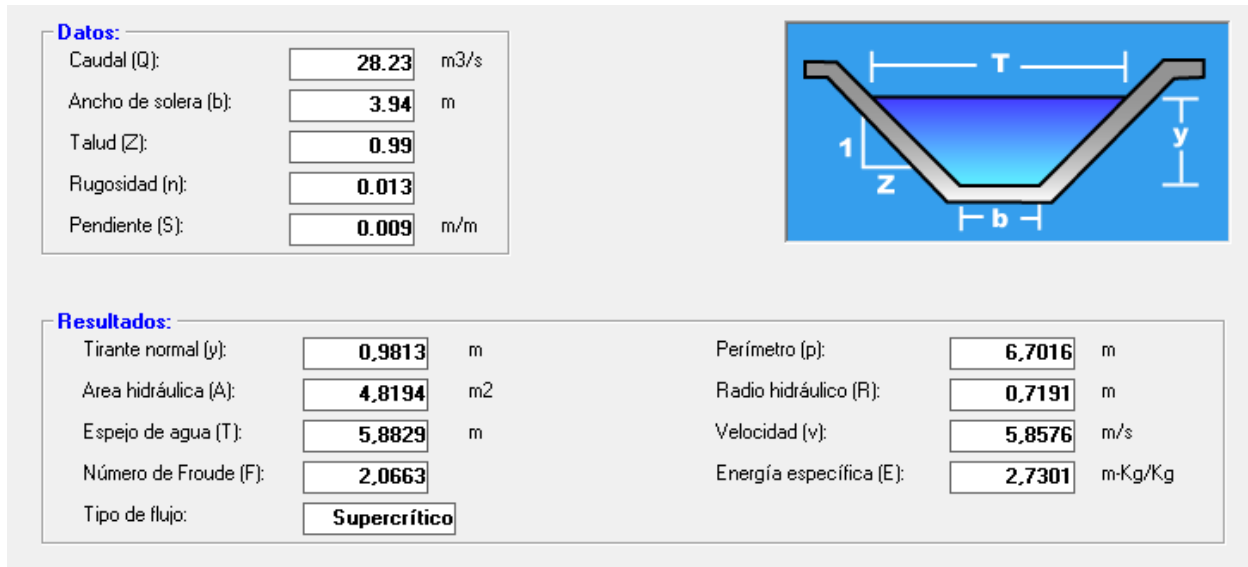 Datos:
Caudal (Q): 28.23 m3/s
Ancho de solera (b): 3.94 m
Talud (Z): 0.99
Rugosidad (n): 0.013
Pendiente (S): 0.009 m/m
T
y
1
Z
b
Resultados:
Tirante normal (y): 0,9813 m Perímetro (p): 6,7016 m
Area hidráulica (A): 4,8194 m2 Radio hidráulico (R): 0,7191 m
Espejo de agua (T): 5,8829 m Velocidad (v): 5,8576 m/s
Número de Froude (F): 2,0663 Energía específica (E): 2,7301 m-Kg/Kg
Tipo de flujo: Supercrítico